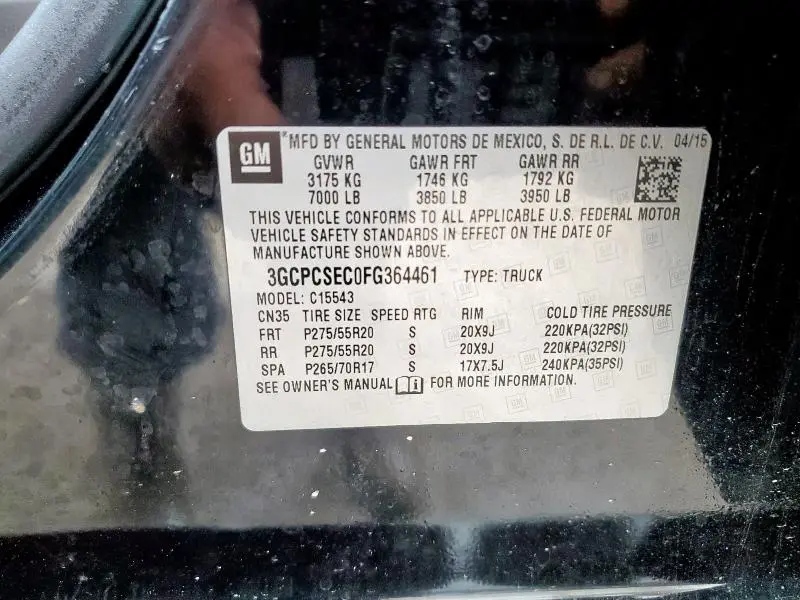 GM
*MFD BY GENERAL MOTORS DE MEXICO, S. DE R.L. DE C.V. 04/15
GVWR GAWR FRT GAWR RR
3175 KG 1746 KG 1792 KG
7000 LB 3850 LB 3950 LB
THIS VEHICLE CONFORMS TO ALL APPLICABLE U.S. FEDERAL MOTOR
VEHICLE SAFETY STANDARDS IN EFFECT ON THE DATE OF
MANUFACTURE SHOWN ABOVE.
3GCPCSEC0FG364461 TYPE: TRUCK
MODEL: C15543
CN35 TIRE SIZE SPEED RTG RIM COLD TIRE PRESSURE
FRT P275/55R20 S 20X9J 220KPA(32PSI)
RR P275/55R20 S 20X9J 220KPA(32PSI)
SPA P265/70R17 S 17X7.5J 240KPA(35PSI)
SEE OWNER'S MANUAL FOR MORE INFORMATION.